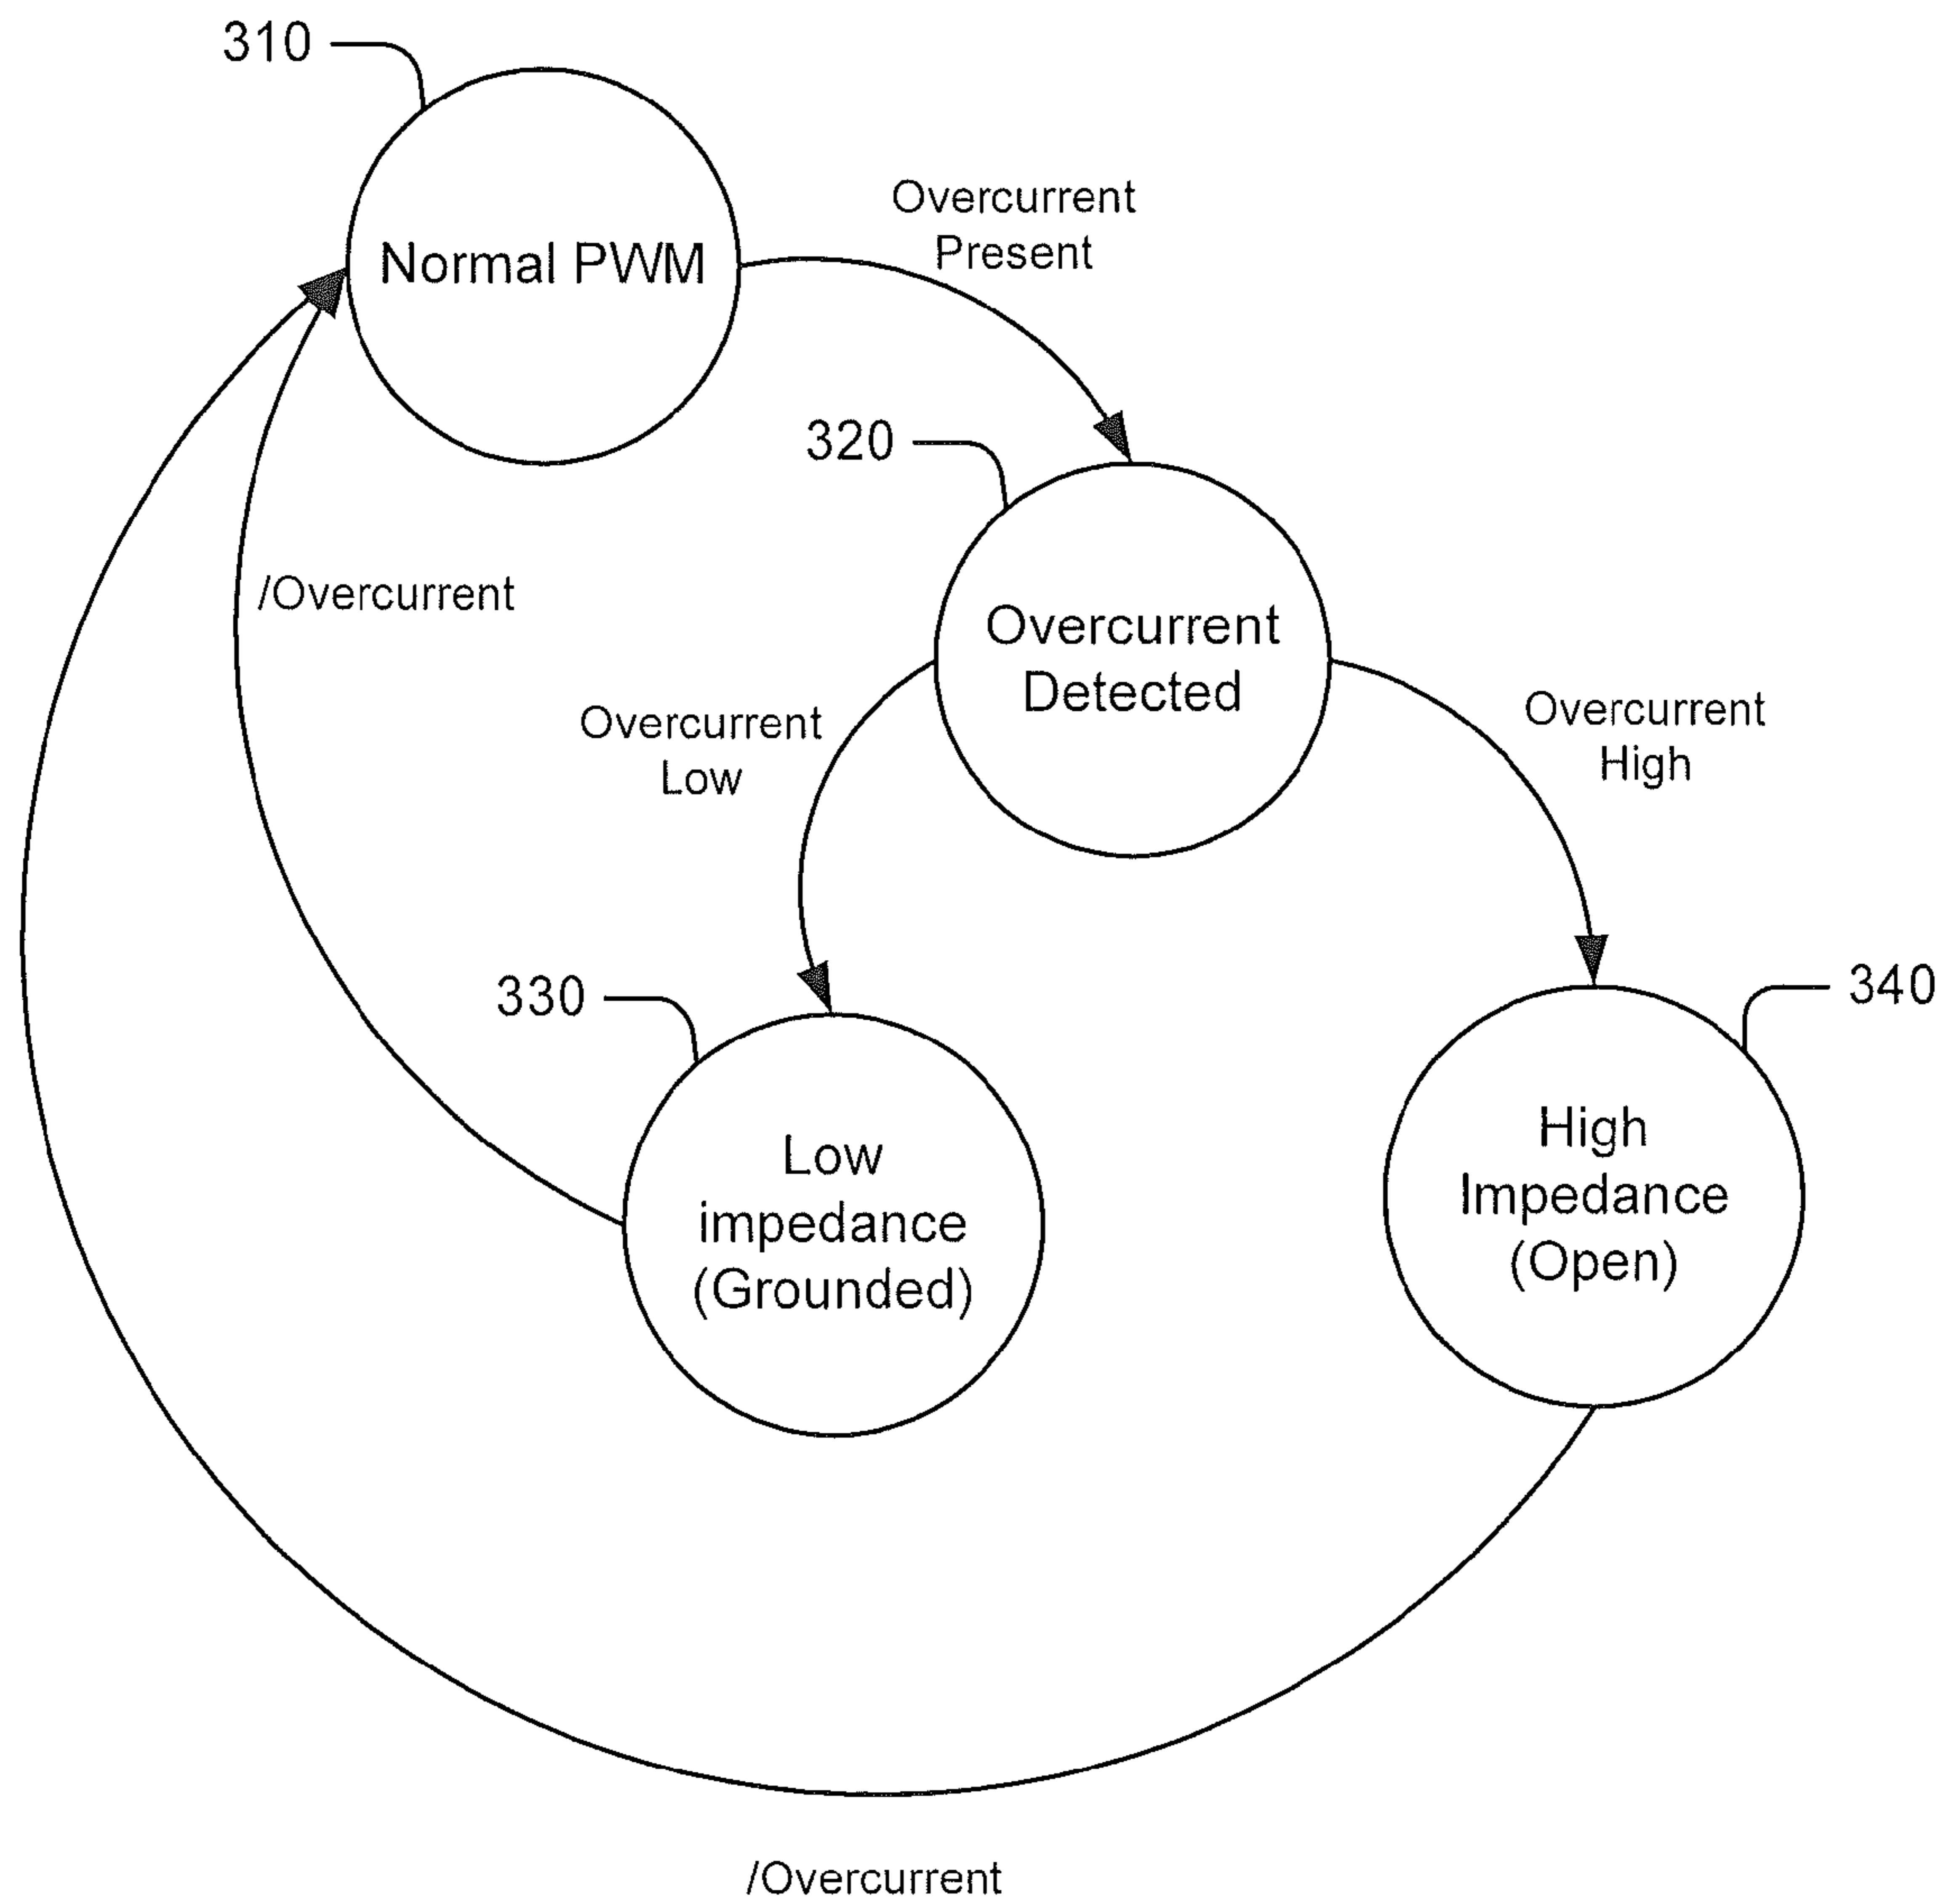 310
Normal PWM
Overcurrent
Present
320
Overcurrent
Detected
/Overcurrent
Overcurrent
Low
Overcurrent
High
330
340
Low
impedance
(Grounded)
High
Impedance
(Open)
/Overcurrent